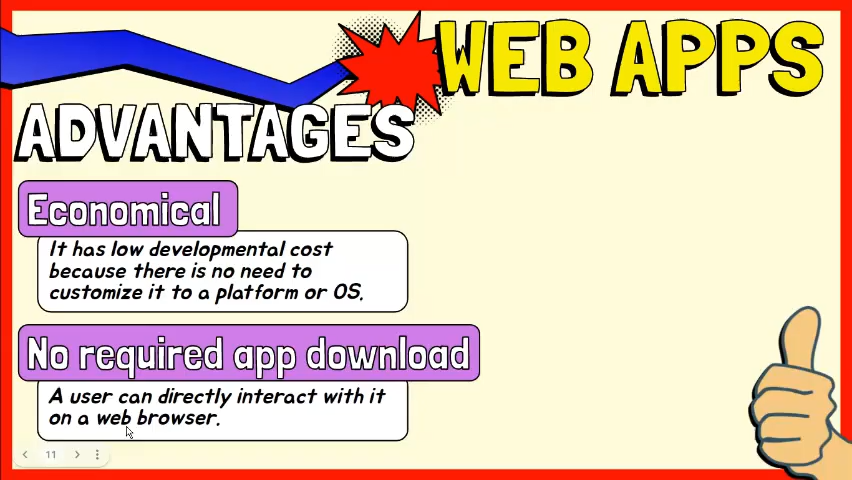 WEB APPS
ADVANTAGES
Economical
It has low developmental cost
because there is no need to
customize it to a platform or OS.
No required app download
A user can directly interact with it
on a web browser.
11